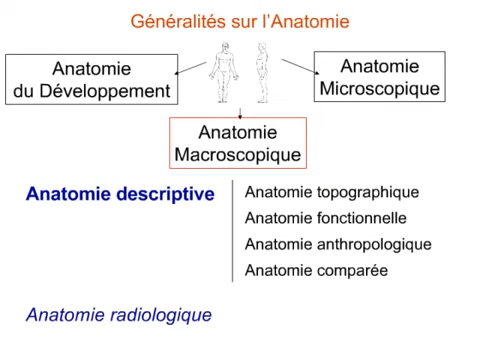 Généralités sur l'Anatomie
Anatomie
du Développement
Anatomie
Microscopique
Anatomie
Macroscopique
Anatomie descriptive
Anatomie topographique
Anatomie fonctionnelle
Anatomie anthropologique
Anatomie comparée
Anatomie radiologique